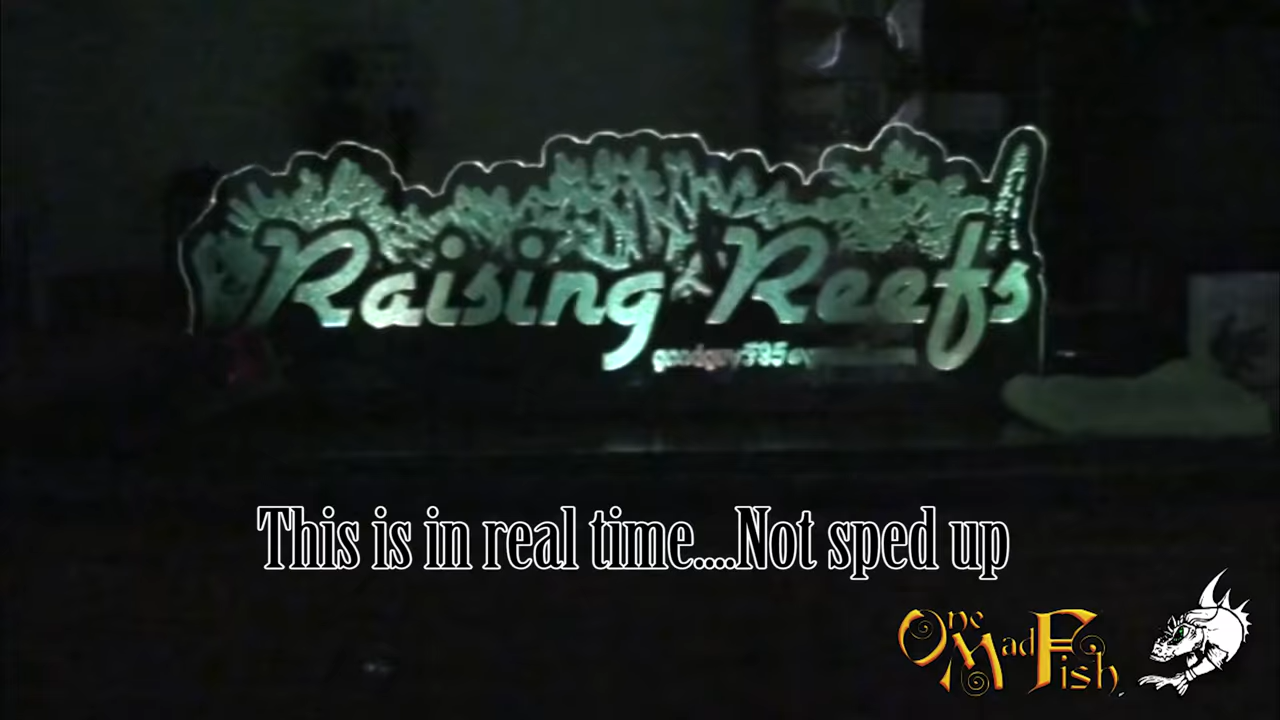 Raising Reefs
This is in real time....Not sped up
One Mad Fish